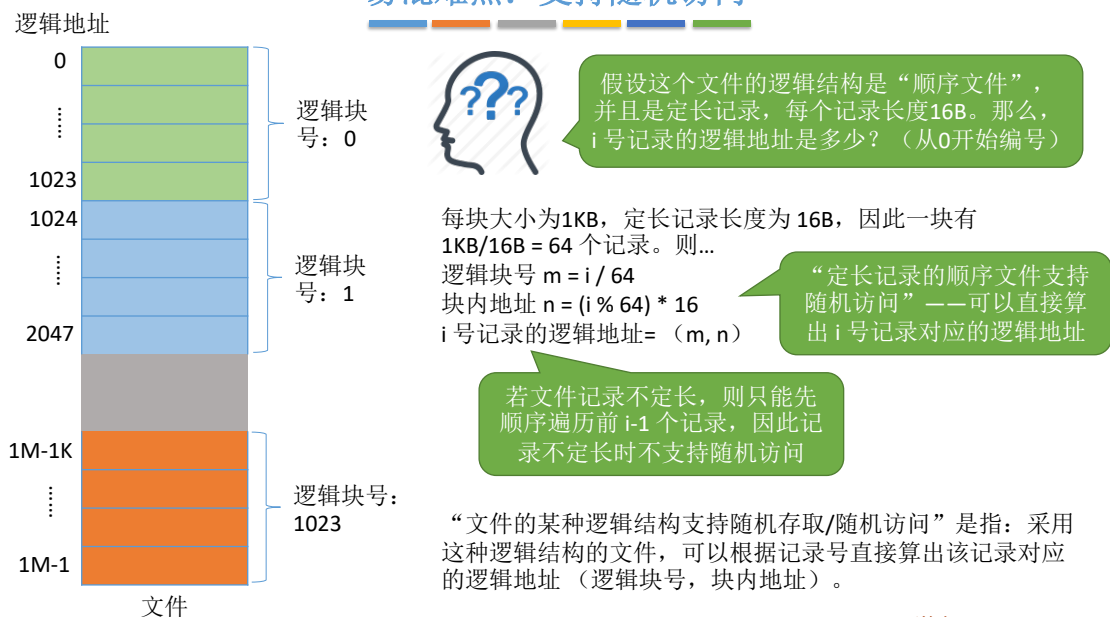 逻辑地址
0
……
1023
1024
……
2047
1M-1K
……
1M-1
文件
逻辑块
号：0
逻辑块
号：1
逻辑块号：
1023
???
假设这个文件的逻辑结构是“顺序文件”，
并且是定长记录，每个记录长度16B。那么，
i 号记录的逻辑地址是多少？（从0开始编号）
每块大小为1KB，定长记录长度为 16B，因此一块有
1KB/16B = 64 个记录。则…
逻辑块号 m = i / 64
块内地址 n = (i % 64) * 16
i 号记录的逻辑地址= （m, n）
“定长记录的顺序文件支持
随机访问”——可以直接算
出 i 号记录对应的逻辑地址
若文件记录不定长，则只能先
顺序遍历前 i-1 个记录，因此记
录不定长时不支持随机访问
“文件的某种逻辑结构支持随机存取/随机访问”是指：采用
这种逻辑结构的文件，可以根据记录号直接算出该记录对应
的逻辑地址 （逻辑块号，块内地址）。